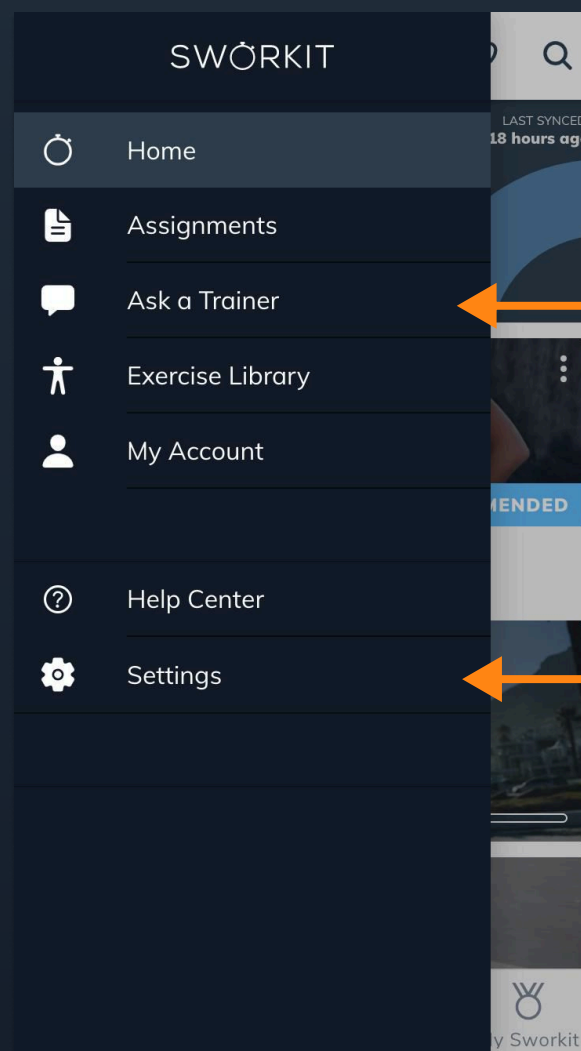 SWORKIT
LAST SYNCED
18 hours ag
Home
Assignments
Ask a Trainer
Exercise Library
My Account
MENDED
Help Center
Settings
y Sworkit